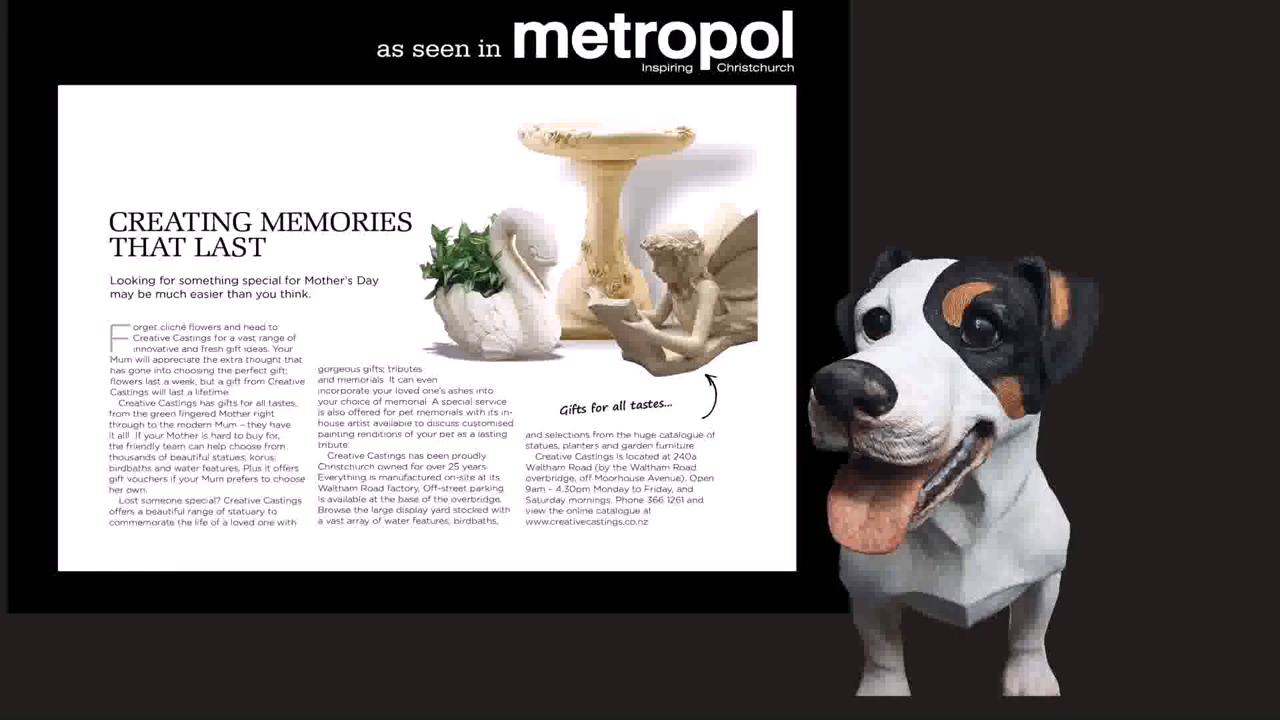 as seen in metropol
Inspiring Christchurch
CREATING MEMORIES
THAT LAST
Looking for something special for Mother's Day
may be much easier than you think.
Forget cliché flowers and head to
Creative Castings for a vast range of
innovative and fresh gift ideas. Your
Mum will appreciate the extra thought that
has gone into choosing the perfect gift;
flowers last a week, but a gift from Creative
Castings will last a lifetime.
Creative Castings has gifts for all tastes,
from the green fingered Mother right
through to the modern Mum – they have
it all! If your Mother is hard to buy for,
the friendly team can help choose from
thousands of beautiful statues, korus,
birdbaths and water features. Plus it offers
gift vouchers if your Mum prefers to choose
her own.
Lost someone special? Creative Castings
offers a beautiful range of statuary to
commemorate the life of a loved one with
gorgeous gifts; tributes
and memorials. It can even
incorporate your loved one's ashes into
your choice of memorial. A special service
is also offered for pet memorials with its in-
house artist available to discuss customised
painting renditions of your pet as a lasting
tribute.
Creative Castings has been proudly
Christchurch owned for over 25 years.
Everything is manufactured on-site at its
Waltham Road factory. Off-street parking
is available at the base of the overbridge.
Browse the large display yard stocked with
a vast array of water features, birdbaths,
Gifts for all tastes...
and selections from the huge catalogue of
statues, planters and garden furniture.
Creative Castings is located at 240a
Waltham Road (by the Waltham Road
overbridge, off Moorhouse Avenue). Open
9am – 4.30pm Monday to Friday, and
Saturday mornings. Phone 366 1261 and
view the online catalogue at
www.creativecastings.co.nz